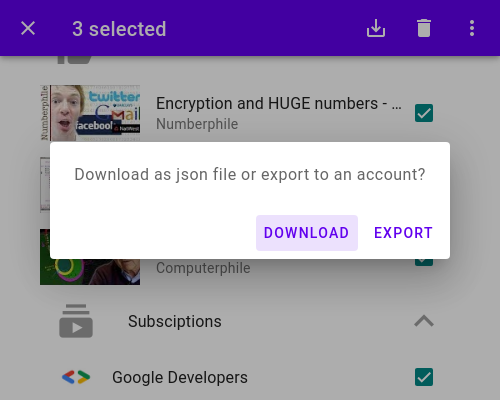 3 selected
Numberphile
twitter
GMail
facebook
NatWest
Encryption and HUGE numbers - ...
Numberphile
Download as json file or export to an account?
DOWNLOAD
EXPORT
Computerphile
Subsciptions
Google Developers